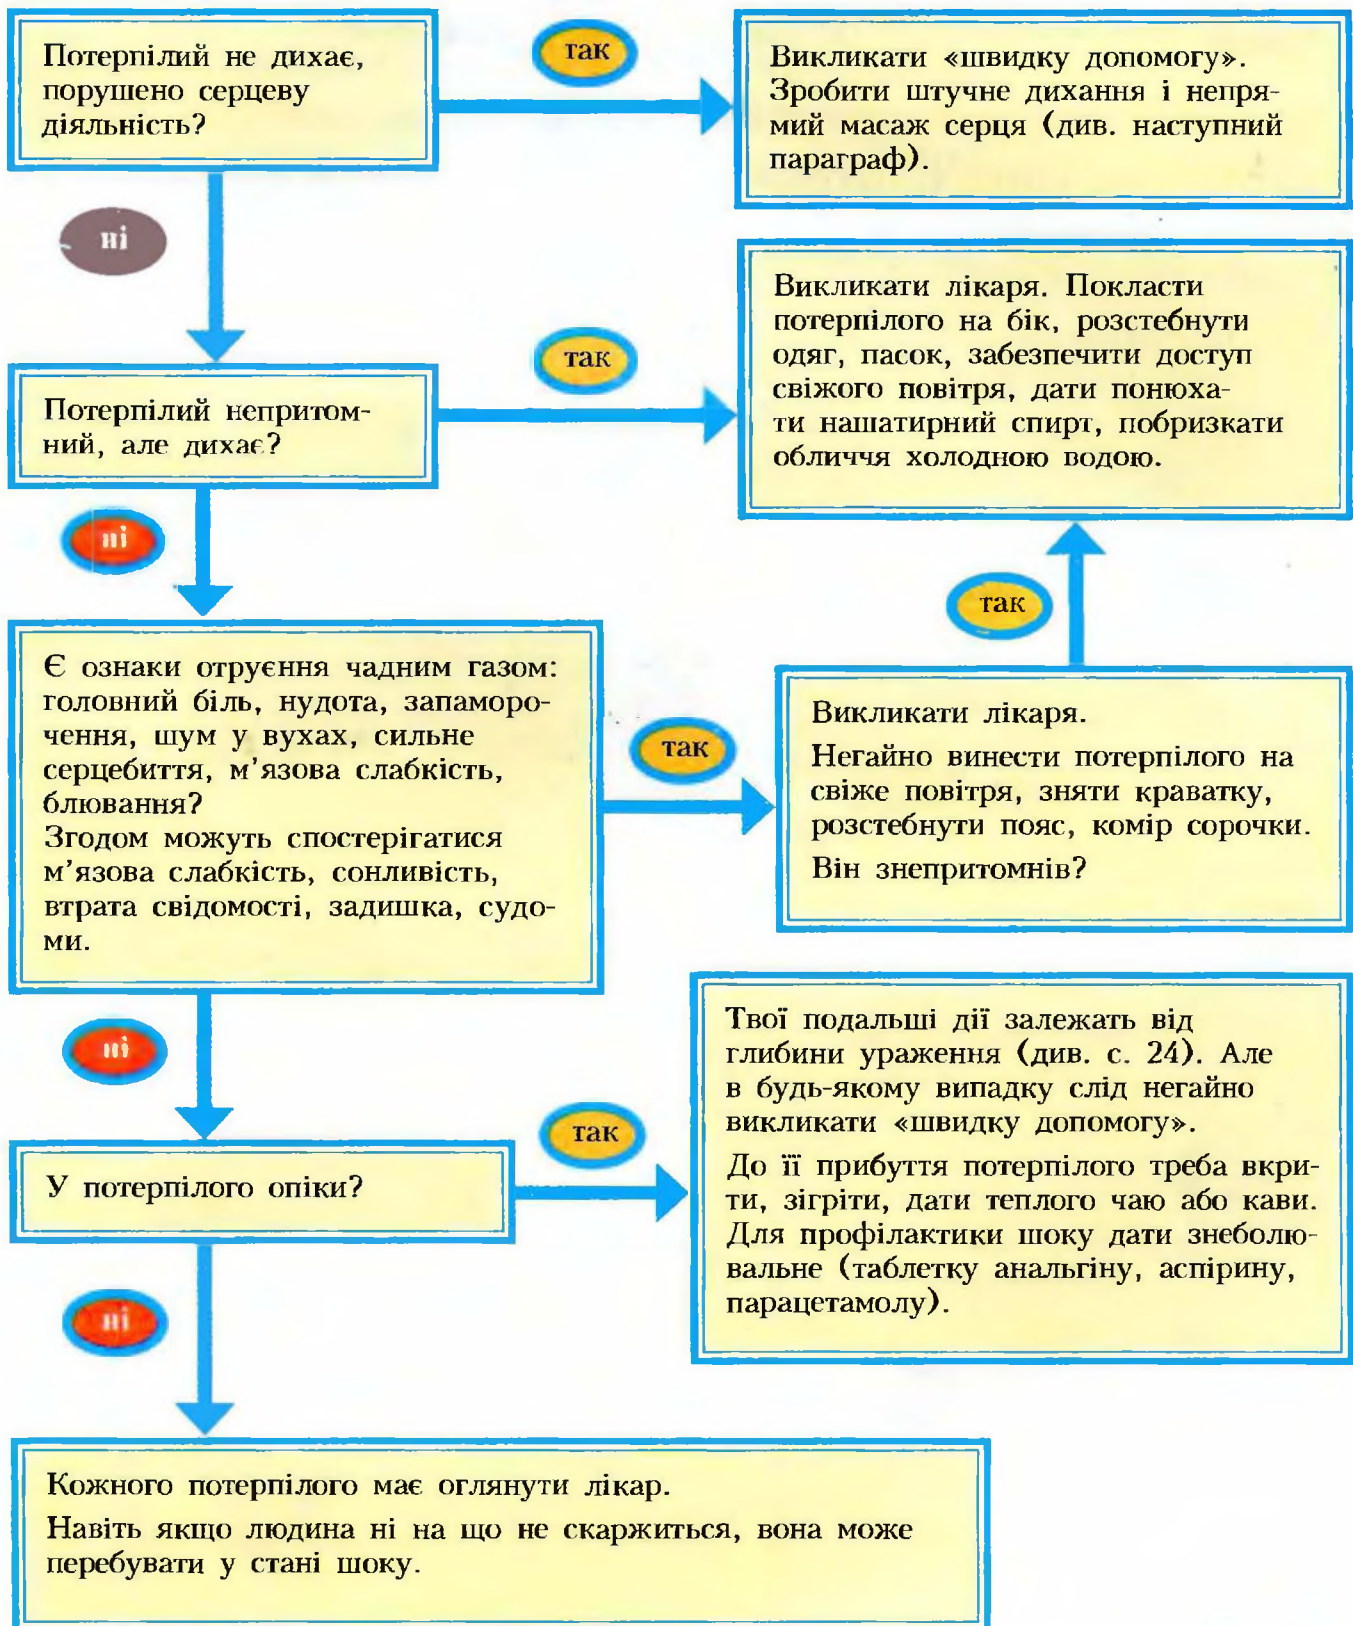 Потерпілий не дихає,
порушено серцеву
діяльність?
так
Викликати «швидку допомогу».
Зробити штучне дихання і непря-
мий масаж серця (див. наступний
параграф).
ні
Потерпілий непритом-
ний, але дихає?
так
Викликати лікаря. Покласти
потерпілого на бік, розстебнути
одяг, пасок, забезпечити доступ
свіжого повітря, дати понюха-
ти нашатирний спирт, побризкати
обличчя холодною водою.
ні
Є ознаки отруєння чадним газом:
головний біль, нудота, запаморо-
чення, шум у вухах, сильне
серцебиття, м’язова слабкість,
блювання?
Згодом можуть спостерігатися
м’язова слабкість, сонливість,
втрата свідомості, задишка, судо-
ми.
так
Викликати лікаря.
Негайно винести потерпілого на
свіже повітря, зняти краватку,
розстебнути пояс, комір сорочки.
Він знепритомнів?
так
ні
У потерпілого опіки?
так
Твої подальші дії залежать від
глибини ураження (див. с. 24). Але
в будь-якому випадку слід негайно
викликати «швидку допомогу».
До її прибуття потерпілого треба вкри-
ти, зігріти, дати теплого чаю або кави.
Для профілактики шоку дати знеболю-
вальне (таблетку анальгіну, аспірину,
парацетамолу).
ні
Кожного потерпілого має оглянути лікар.
Навіть якщо людина ні на що не скаржиться, вона може
перебувати у стані шоку.